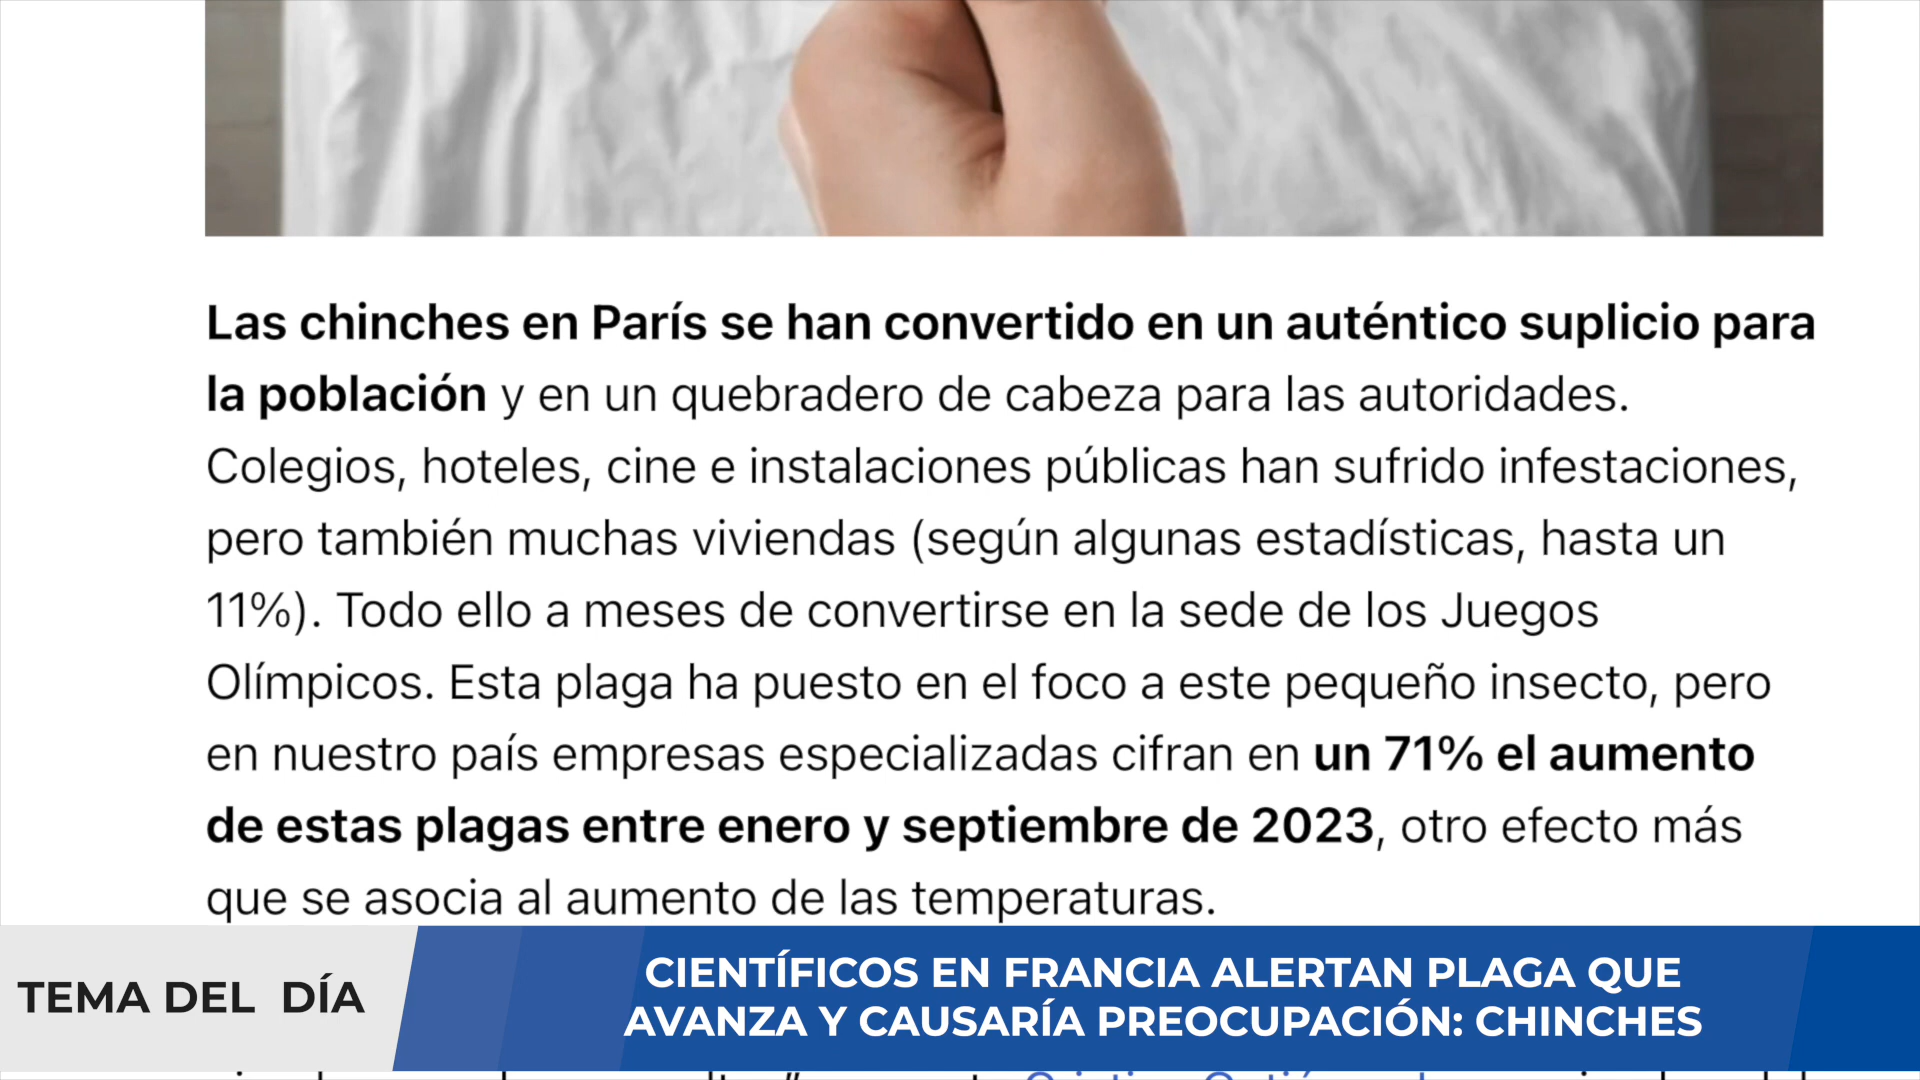 Las chinches en París se han convertido en un auténtico suplicio para
la población y en un quebradero de cabeza para las autoridades.
Colegios, hoteles, cine e instalaciones públicas han sufrido infestaciones,
pero también muchas viviendas (según algunas estadísticas, hasta un
11%). Todo ello a meses de convertirse en la sede de los Juegos
Olímpicos. Esta plaga ha puesto en el foco a este pequeño insecto, pero
en nuestro país empresas especializadas cifran en un 71% el aumento
de estas plagas entre enero y septiembre de 2023, otro efecto más
que se asocia al aumento de las temperaturas.
TEMA DEL DÍA
CIENTÍFICOS EN FRANCIA ALERTAN PLAGA QUE
AVANZA Y CAUSARÍA PREOCUPACIÓN: CHINCHES